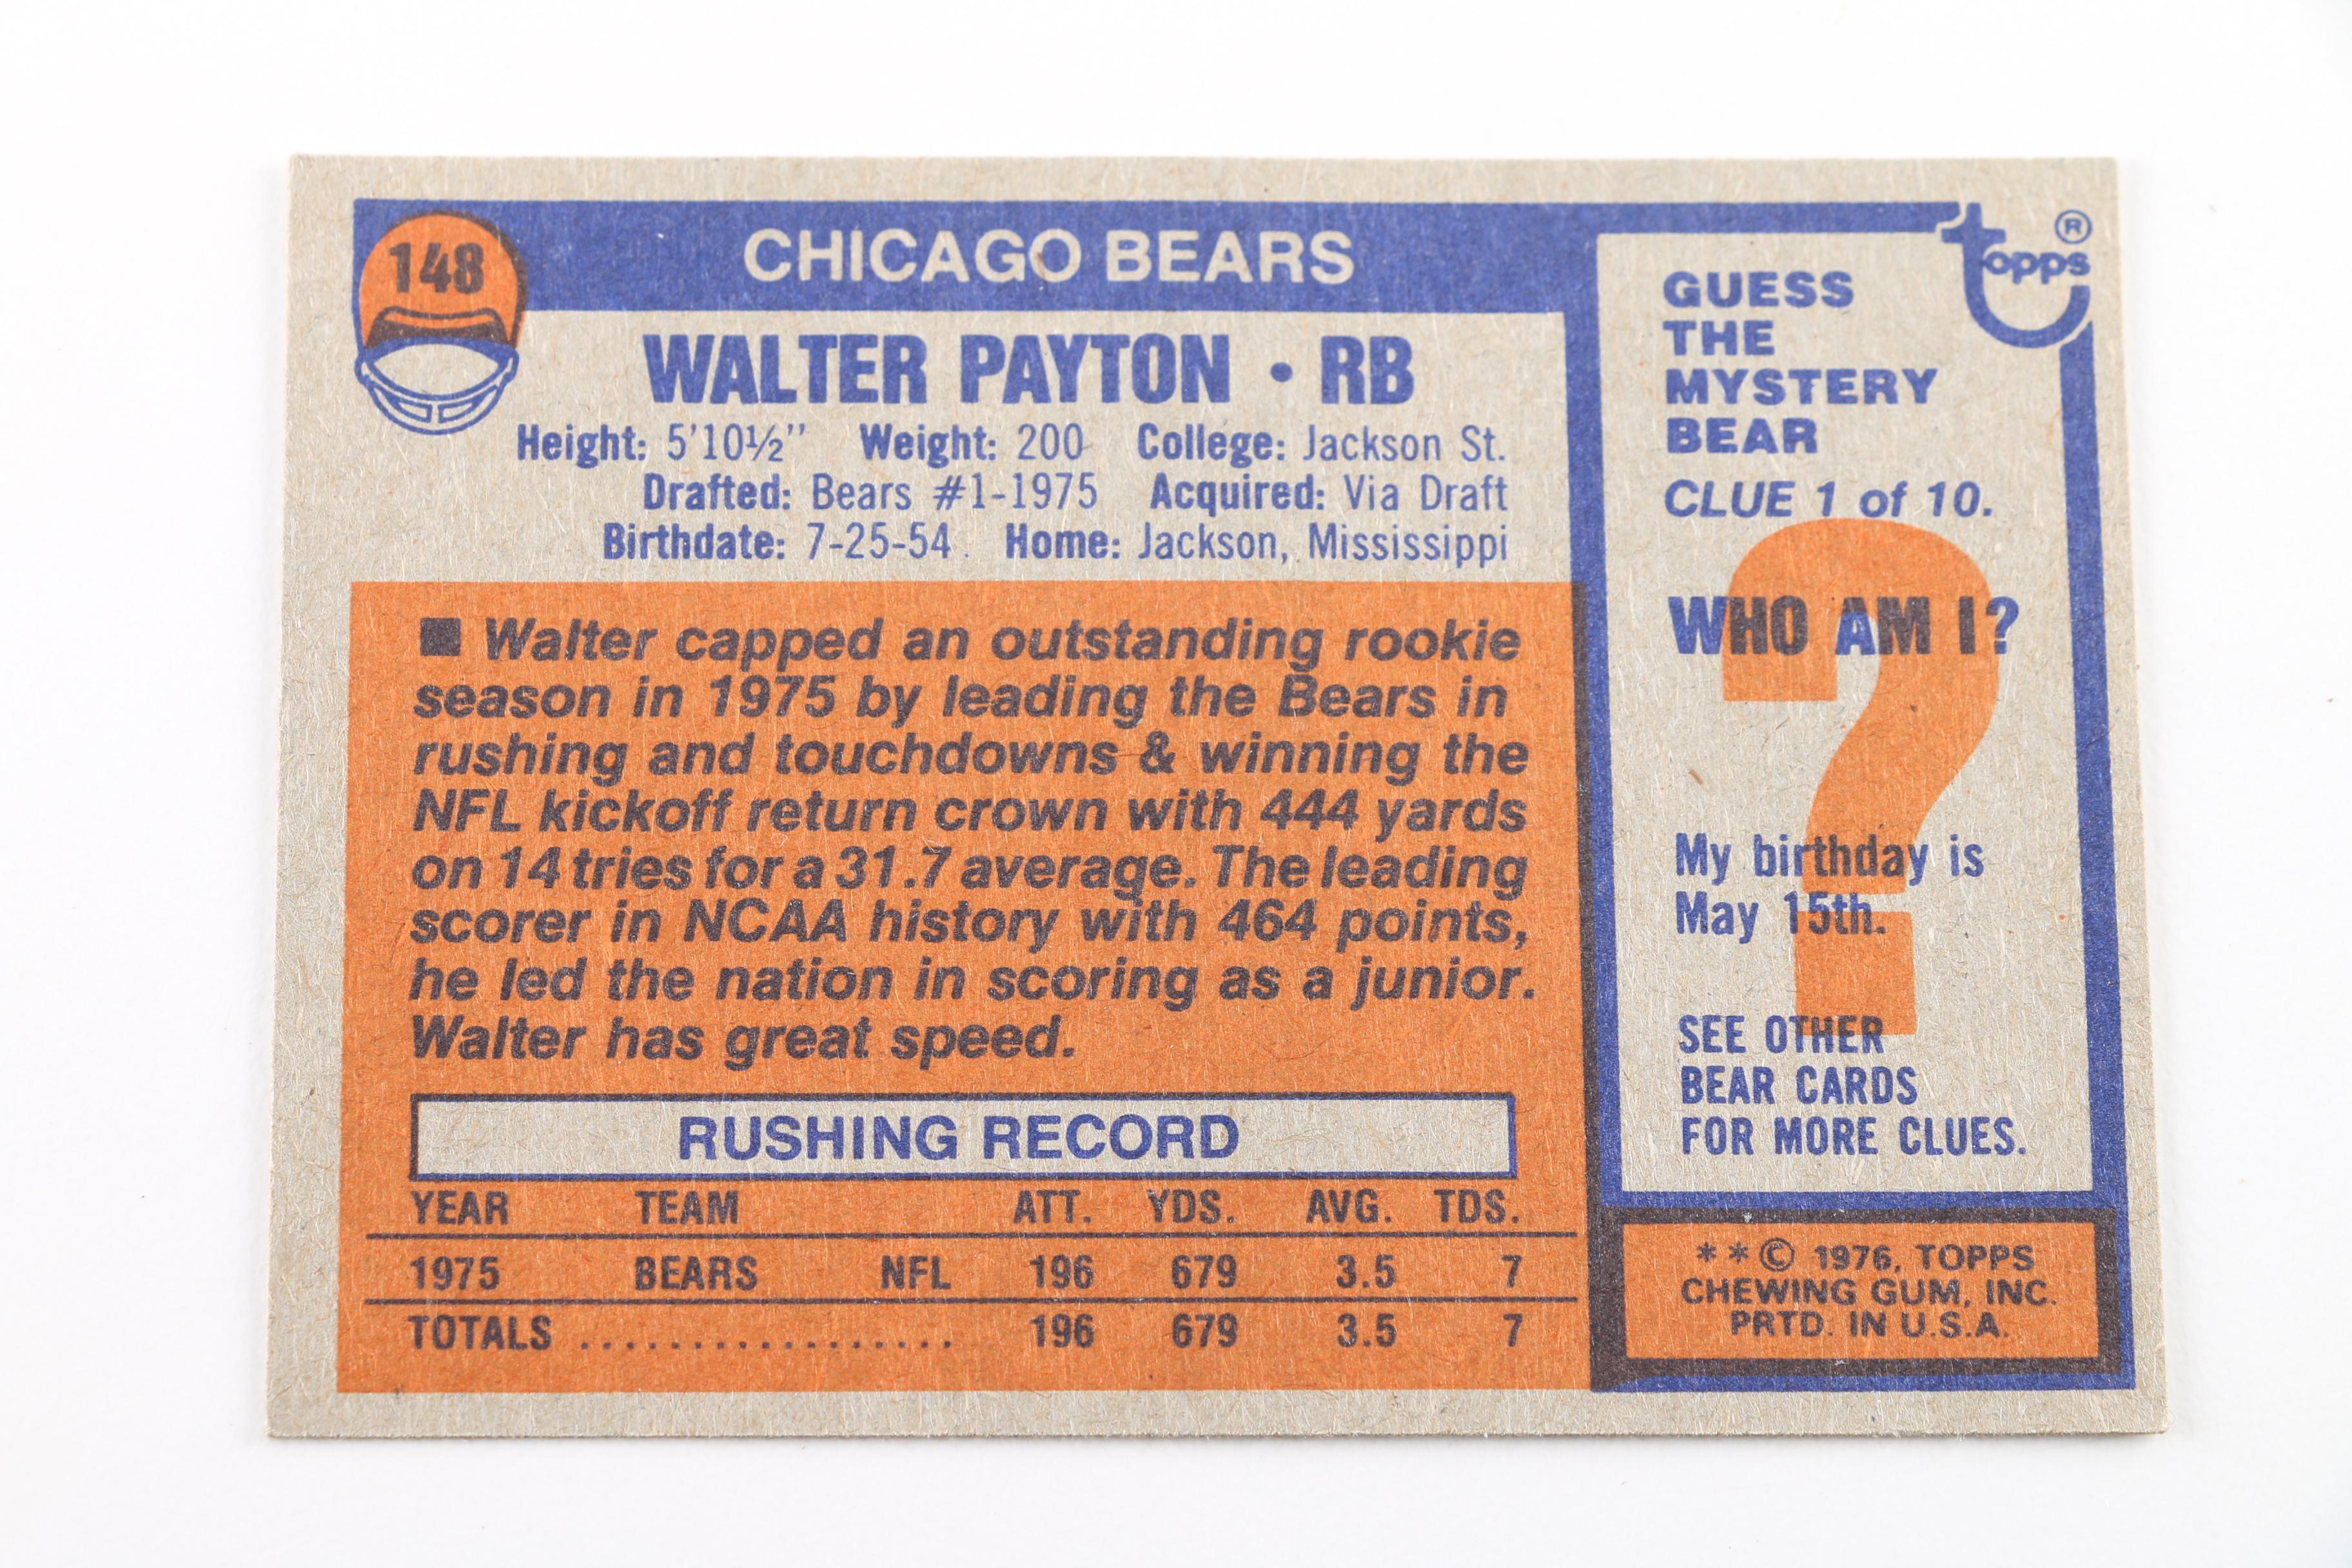 148
CHICAGO BEARS
WALTER PAYTON • RB
Height: 5'10½" Weight: 200 College: Jackson St.
Drafted: Bears #1-1975 Acquired: Via Draft
Birthdate: 7-25-54 Home: Jackson, Mississippi
■ Walter capped an outstanding rookie
season in 1975 by leading the Bears in
rushing and touchdowns & winning the
NFL kickoff return crown with 444 yards
on 14 tries for a 31.7 average. The leading
scorer in NCAA history with 464 points,
he led the nation in scoring as a junior.
Walter has great speed.
RUSHING RECORD
YEAR TEAM ATT. YDS. AVG. TDS.
1975 BEARS NFL 196 679 3.5 7
TOTALS .................. 196 679 3.5 7
topps ®
GUESS
THE
MYSTERY
BEAR
CLUE 1 of 10.
WHO AM I?
?
My birthday is
May 15th.
SEE OTHER
BEAR CARDS
FOR MORE CLUES.
**© 1976, TOPPS
CHEWING GUM, INC.
PRTD. IN U.S.A.